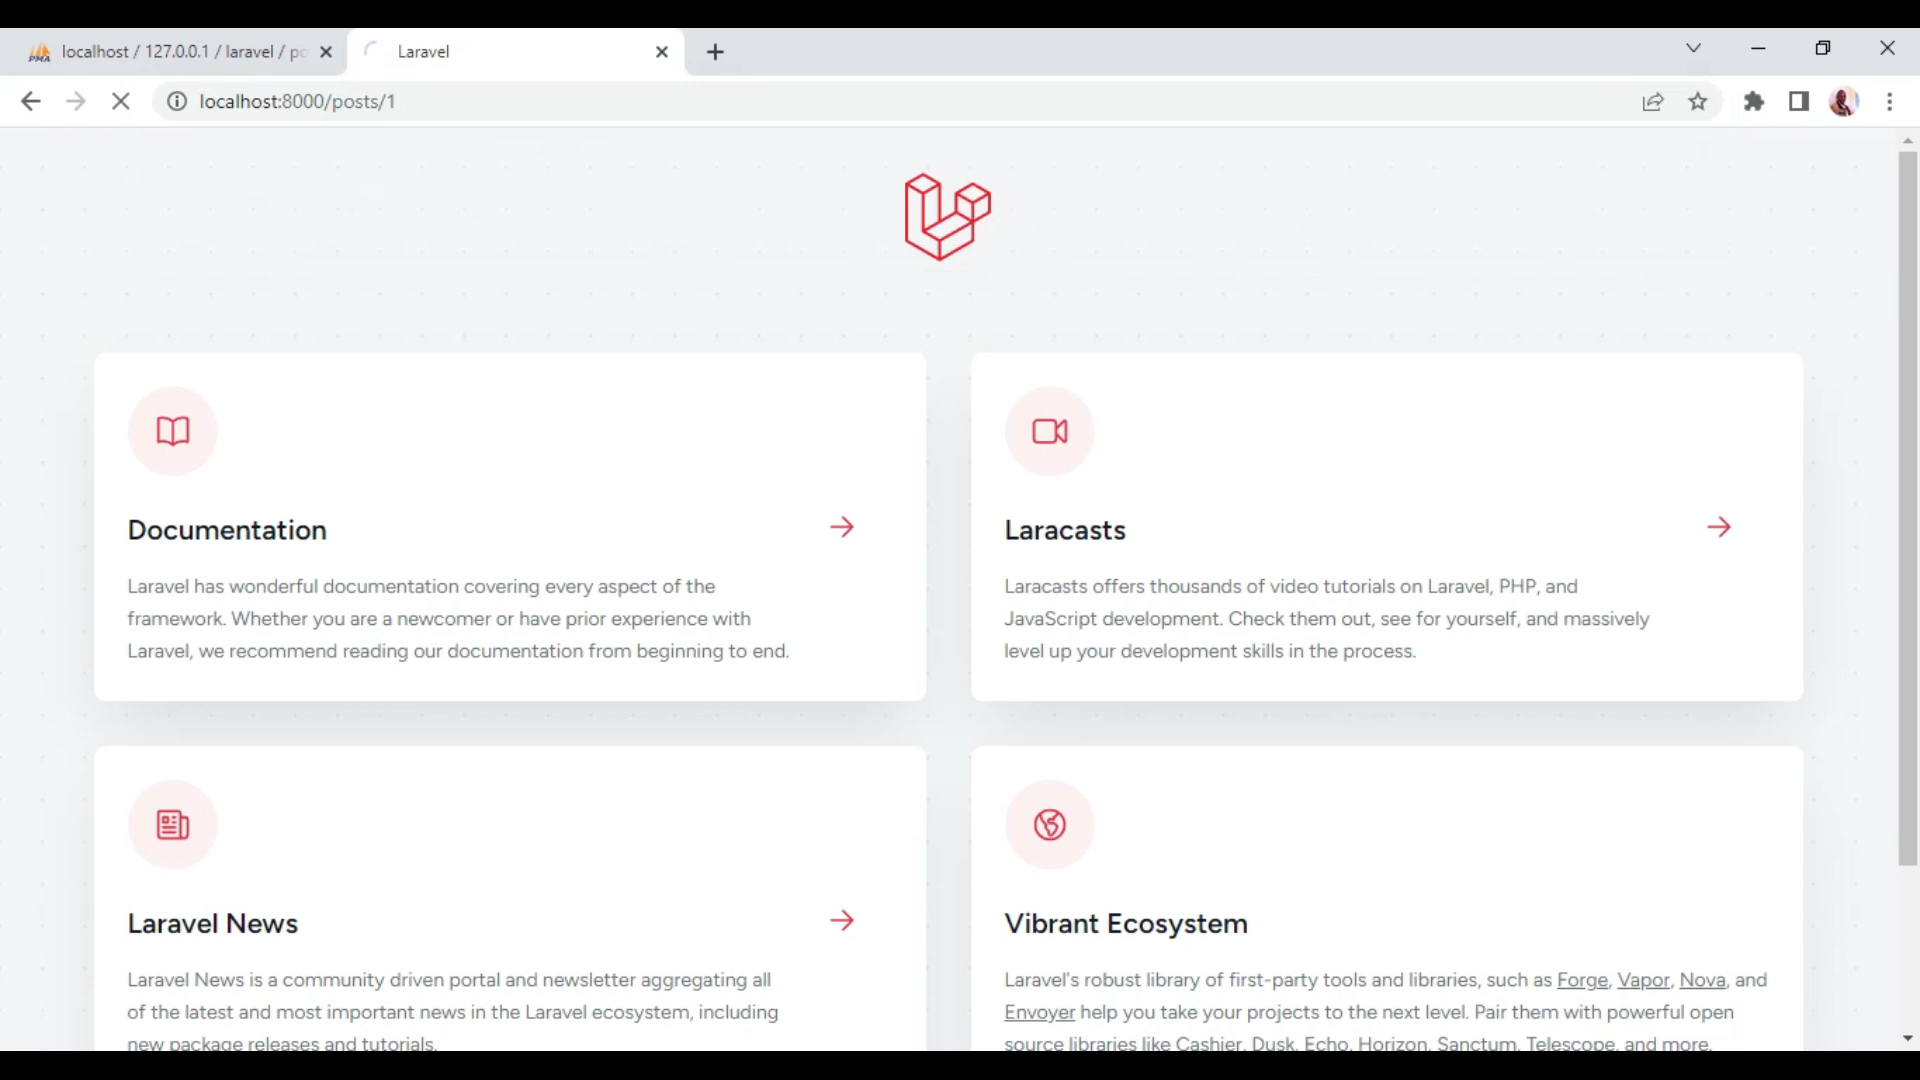 localhost / 127.0.0.1 / laravel / po
Laravel
localhost:8000/posts/1
Documentation
Laravel has wonderful documentation covering every aspect of the
framework. Whether you are a newcomer or have prior experience with
Laravel, we recommend reading our documentation from beginning to end.
Laracasts
Laracasts offers thousands of video tutorials on Laravel, PHP, and
JavaScript development. Check them out, see for yourself, and massively
level up your development skills in the process.
Laravel News
Laravel News is a community driven portal and newsletter aggregating all
of the latest and most important news in the Laravel ecosystem, including
new package releases and tutorials.
Vibrant Ecosystem
Laravel's robust library of first-party tools and libraries, such as Forge, Vapor, Nova, and
Envoyer help you take your projects to the next level. Pair them with powerful open
source libraries like Cashier, Dusk, Echo, Horizon, Sanctum, Telescope, and more.